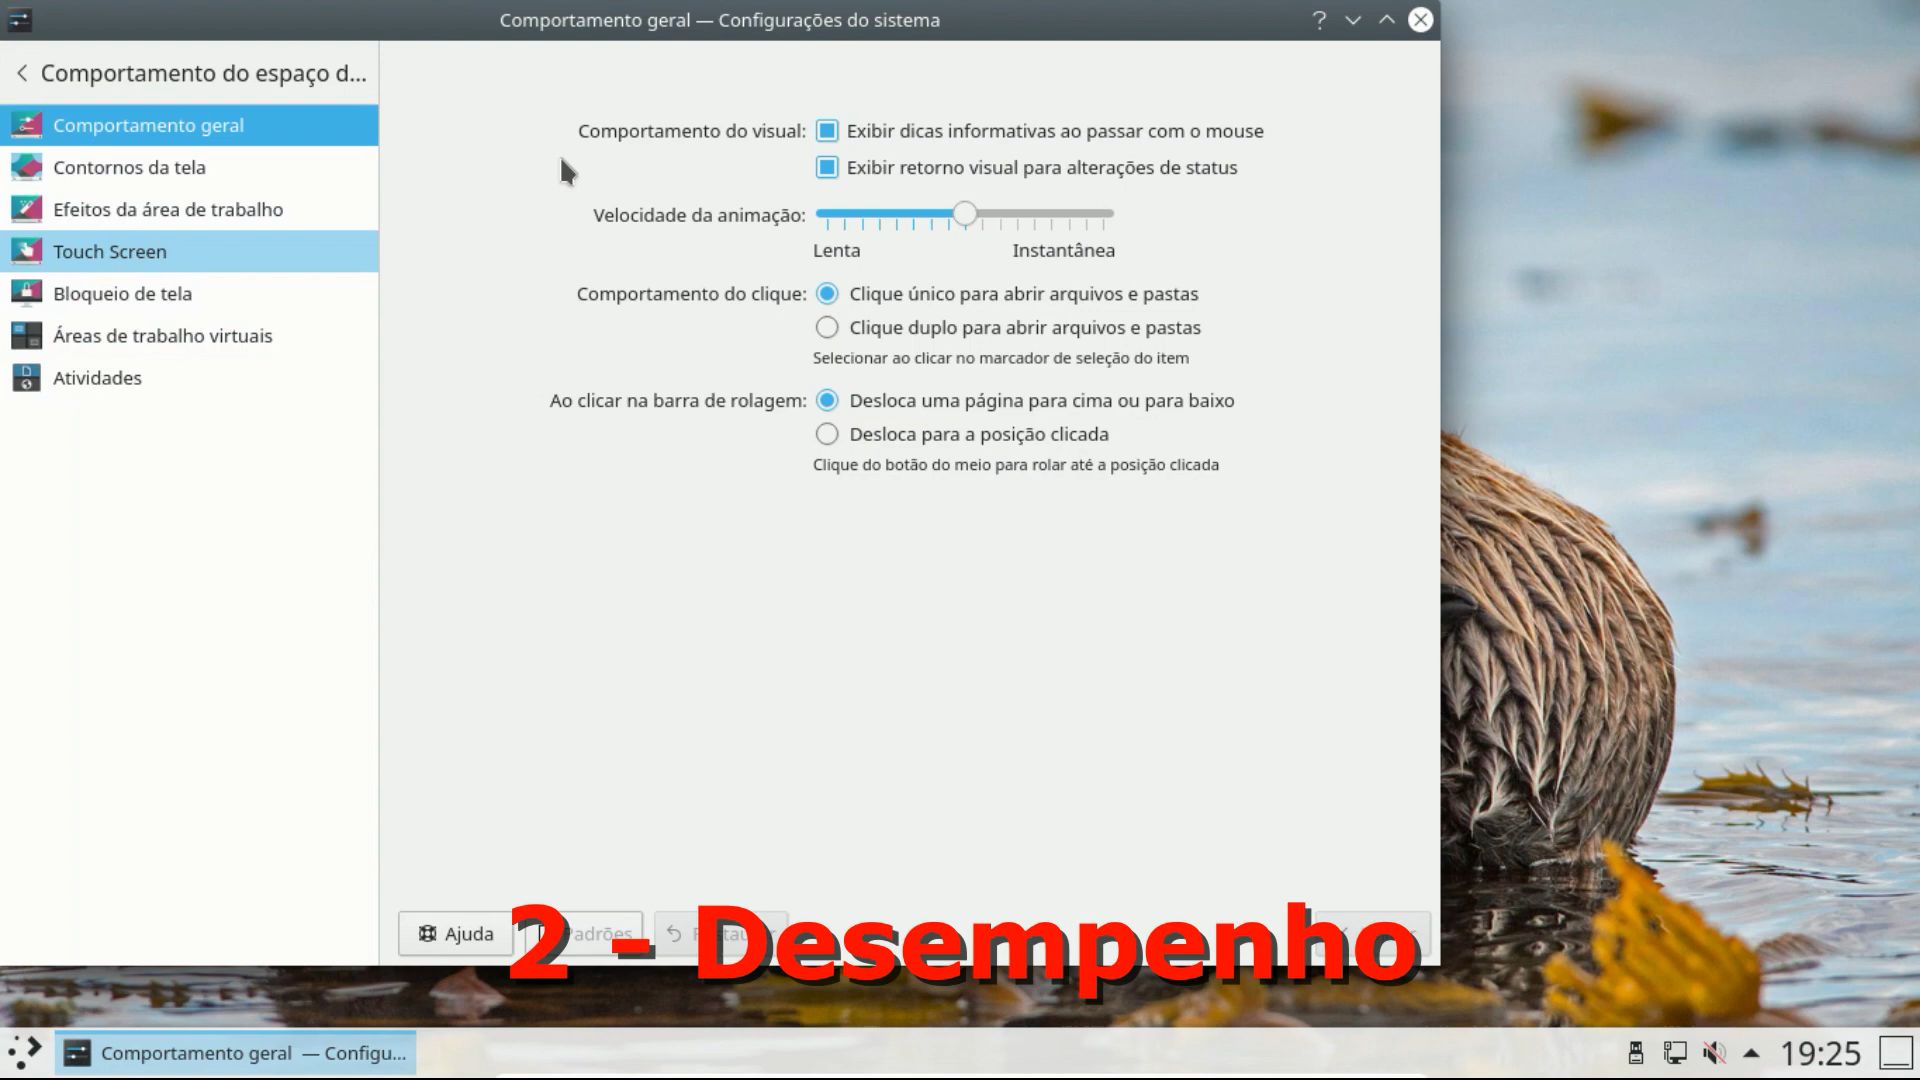 Comportamento geral — Configurações do sistema
Comportamento do espaço d...
Comportamento geral
Contornos da tela
Efeitos da área de trabalho
Touch Screen
Bloqueio de tela
Áreas de trabalho virtuais
Atividades
Comportamento do visual: Exibir dicas informativas ao passar com o mouse
Exibir retorno visual para alterações de status
Velocidade da animação:
Lenta Instantânea
Comportamento do clique: Clique único para abrir arquivos e pastas
Clique duplo para abrir arquivos e pastas
Selecionar ao clicar no marcador de seleção do item
Ao clicar na barra de rolagem: Desloca uma página para cima ou para baixo
Desloca para a posição clicada
Clique do botão do meio para rolar até a posição clicada
Ajuda Padrões
2 - Desempenho
Comportamento geral — Configu... 19:25